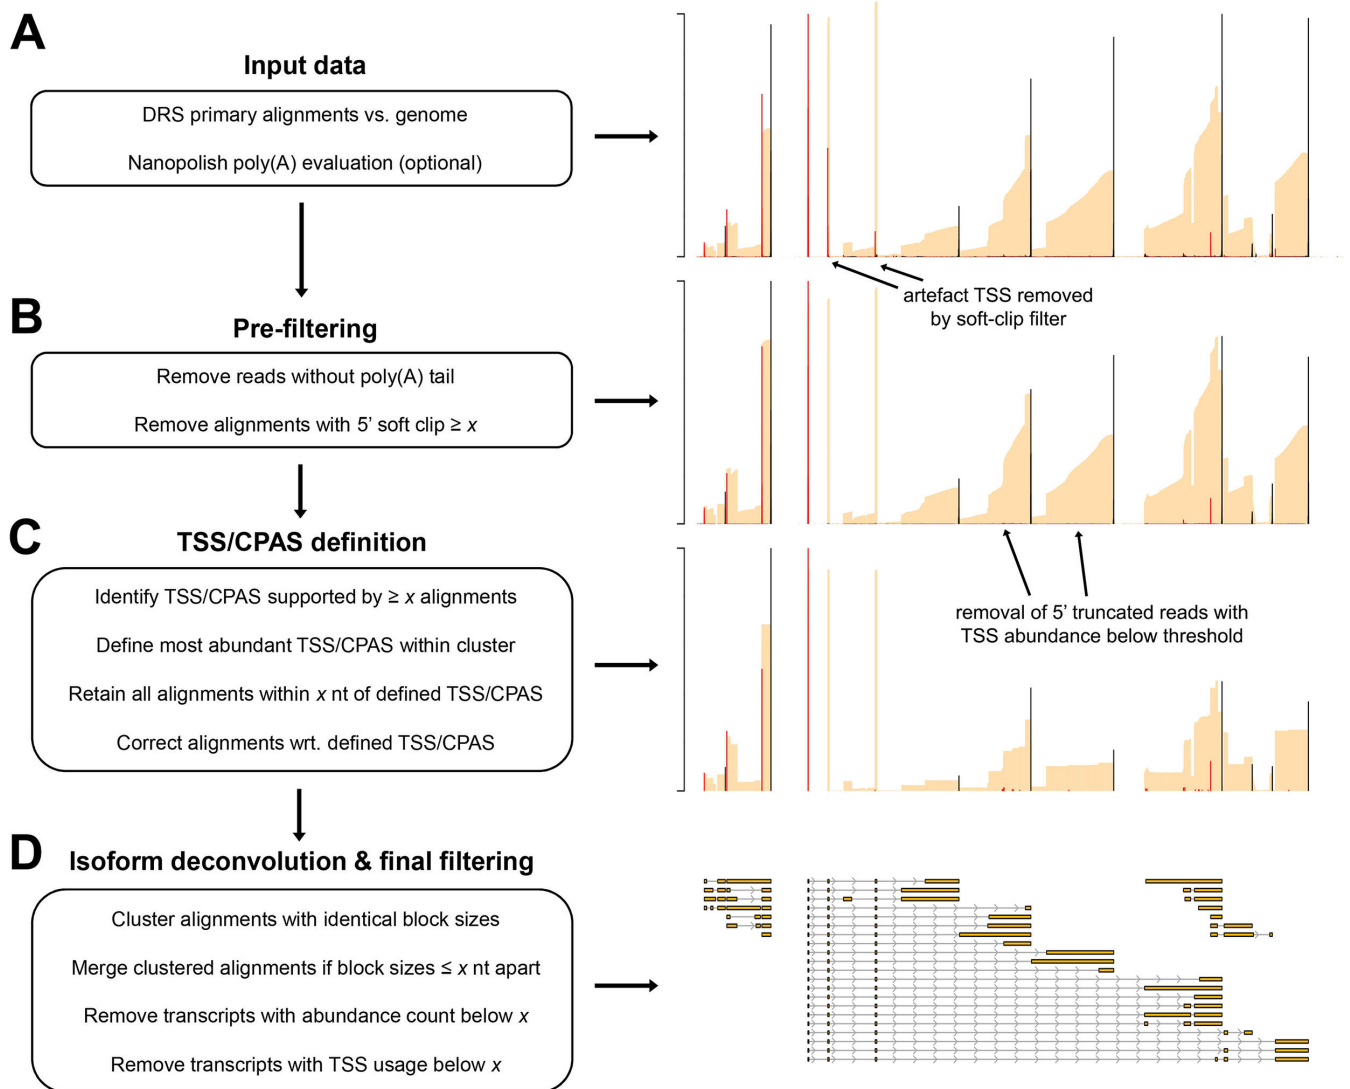 A
Input data
DRS primary alignments vs. genome
Nanopolish poly(A) evaluation (optional)
artefact TSS removed
by soft-clip filter
B
Pre-filtering
Remove reads without poly(A) tail
Remove alignments with 5’ soft clip ≥ x
C
TSS/CPAS definition
Identify TSS/CPAS supported by ≥ x alignments
Define most abundant TSS/CPAS within cluster
Retain all alignments within x nt of defined TSS/CPAS
Correct alignments wrt. defined TSS/CPAS
removal of 5’ truncated reads with
TSS abundance below threshold
D
Isoform deconvolution & final filtering
Cluster alignments with identical block sizes
Merge clustered alignments if block sizes ≤ x nt apart
Remove transcripts with abundance count below x
Remove transcripts with TSS usage below x